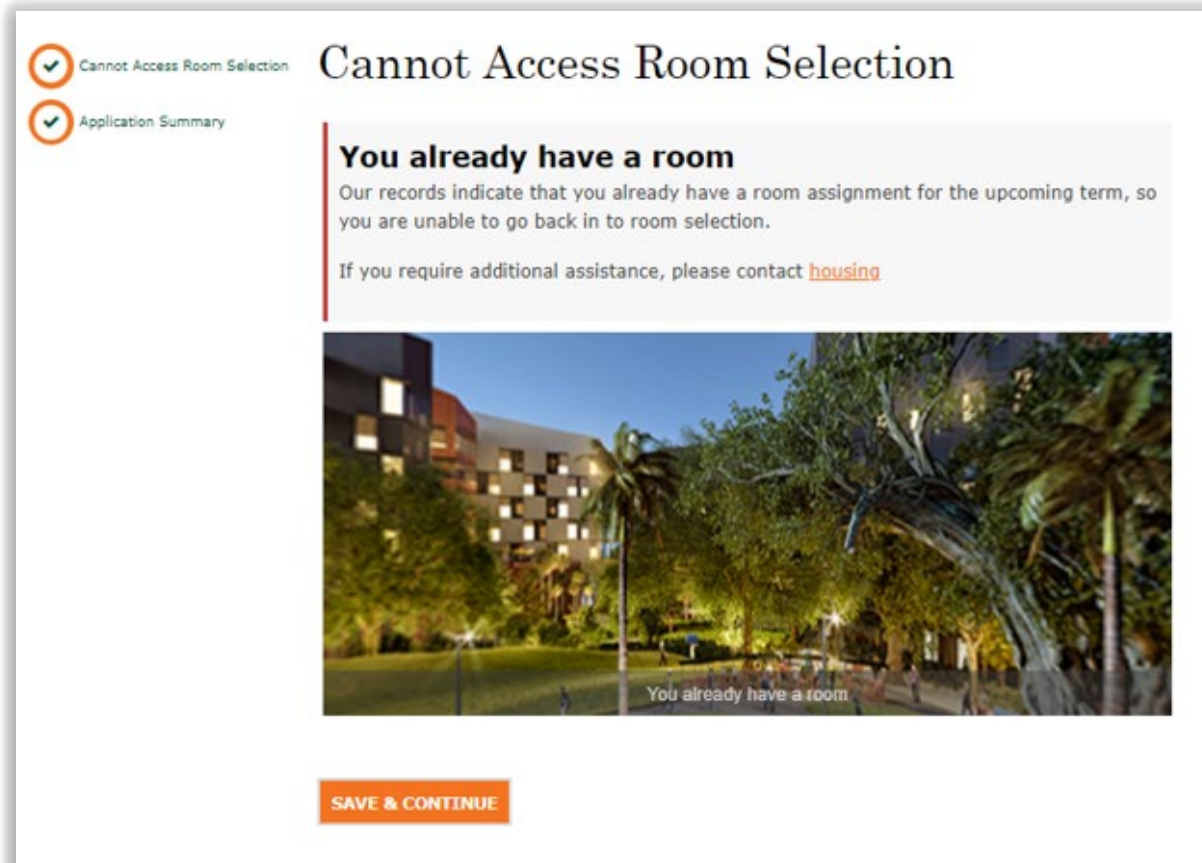 Cannot Access Room Selection
Application Summary
Cannot Access Room Selection
You already have a room
Our records indicate that you already have a room assignment for the upcoming term, so
you are unable to go back in to room selection.
If you require additional assistance, please contact housing
You already have a room
SAVE & CONTINUE